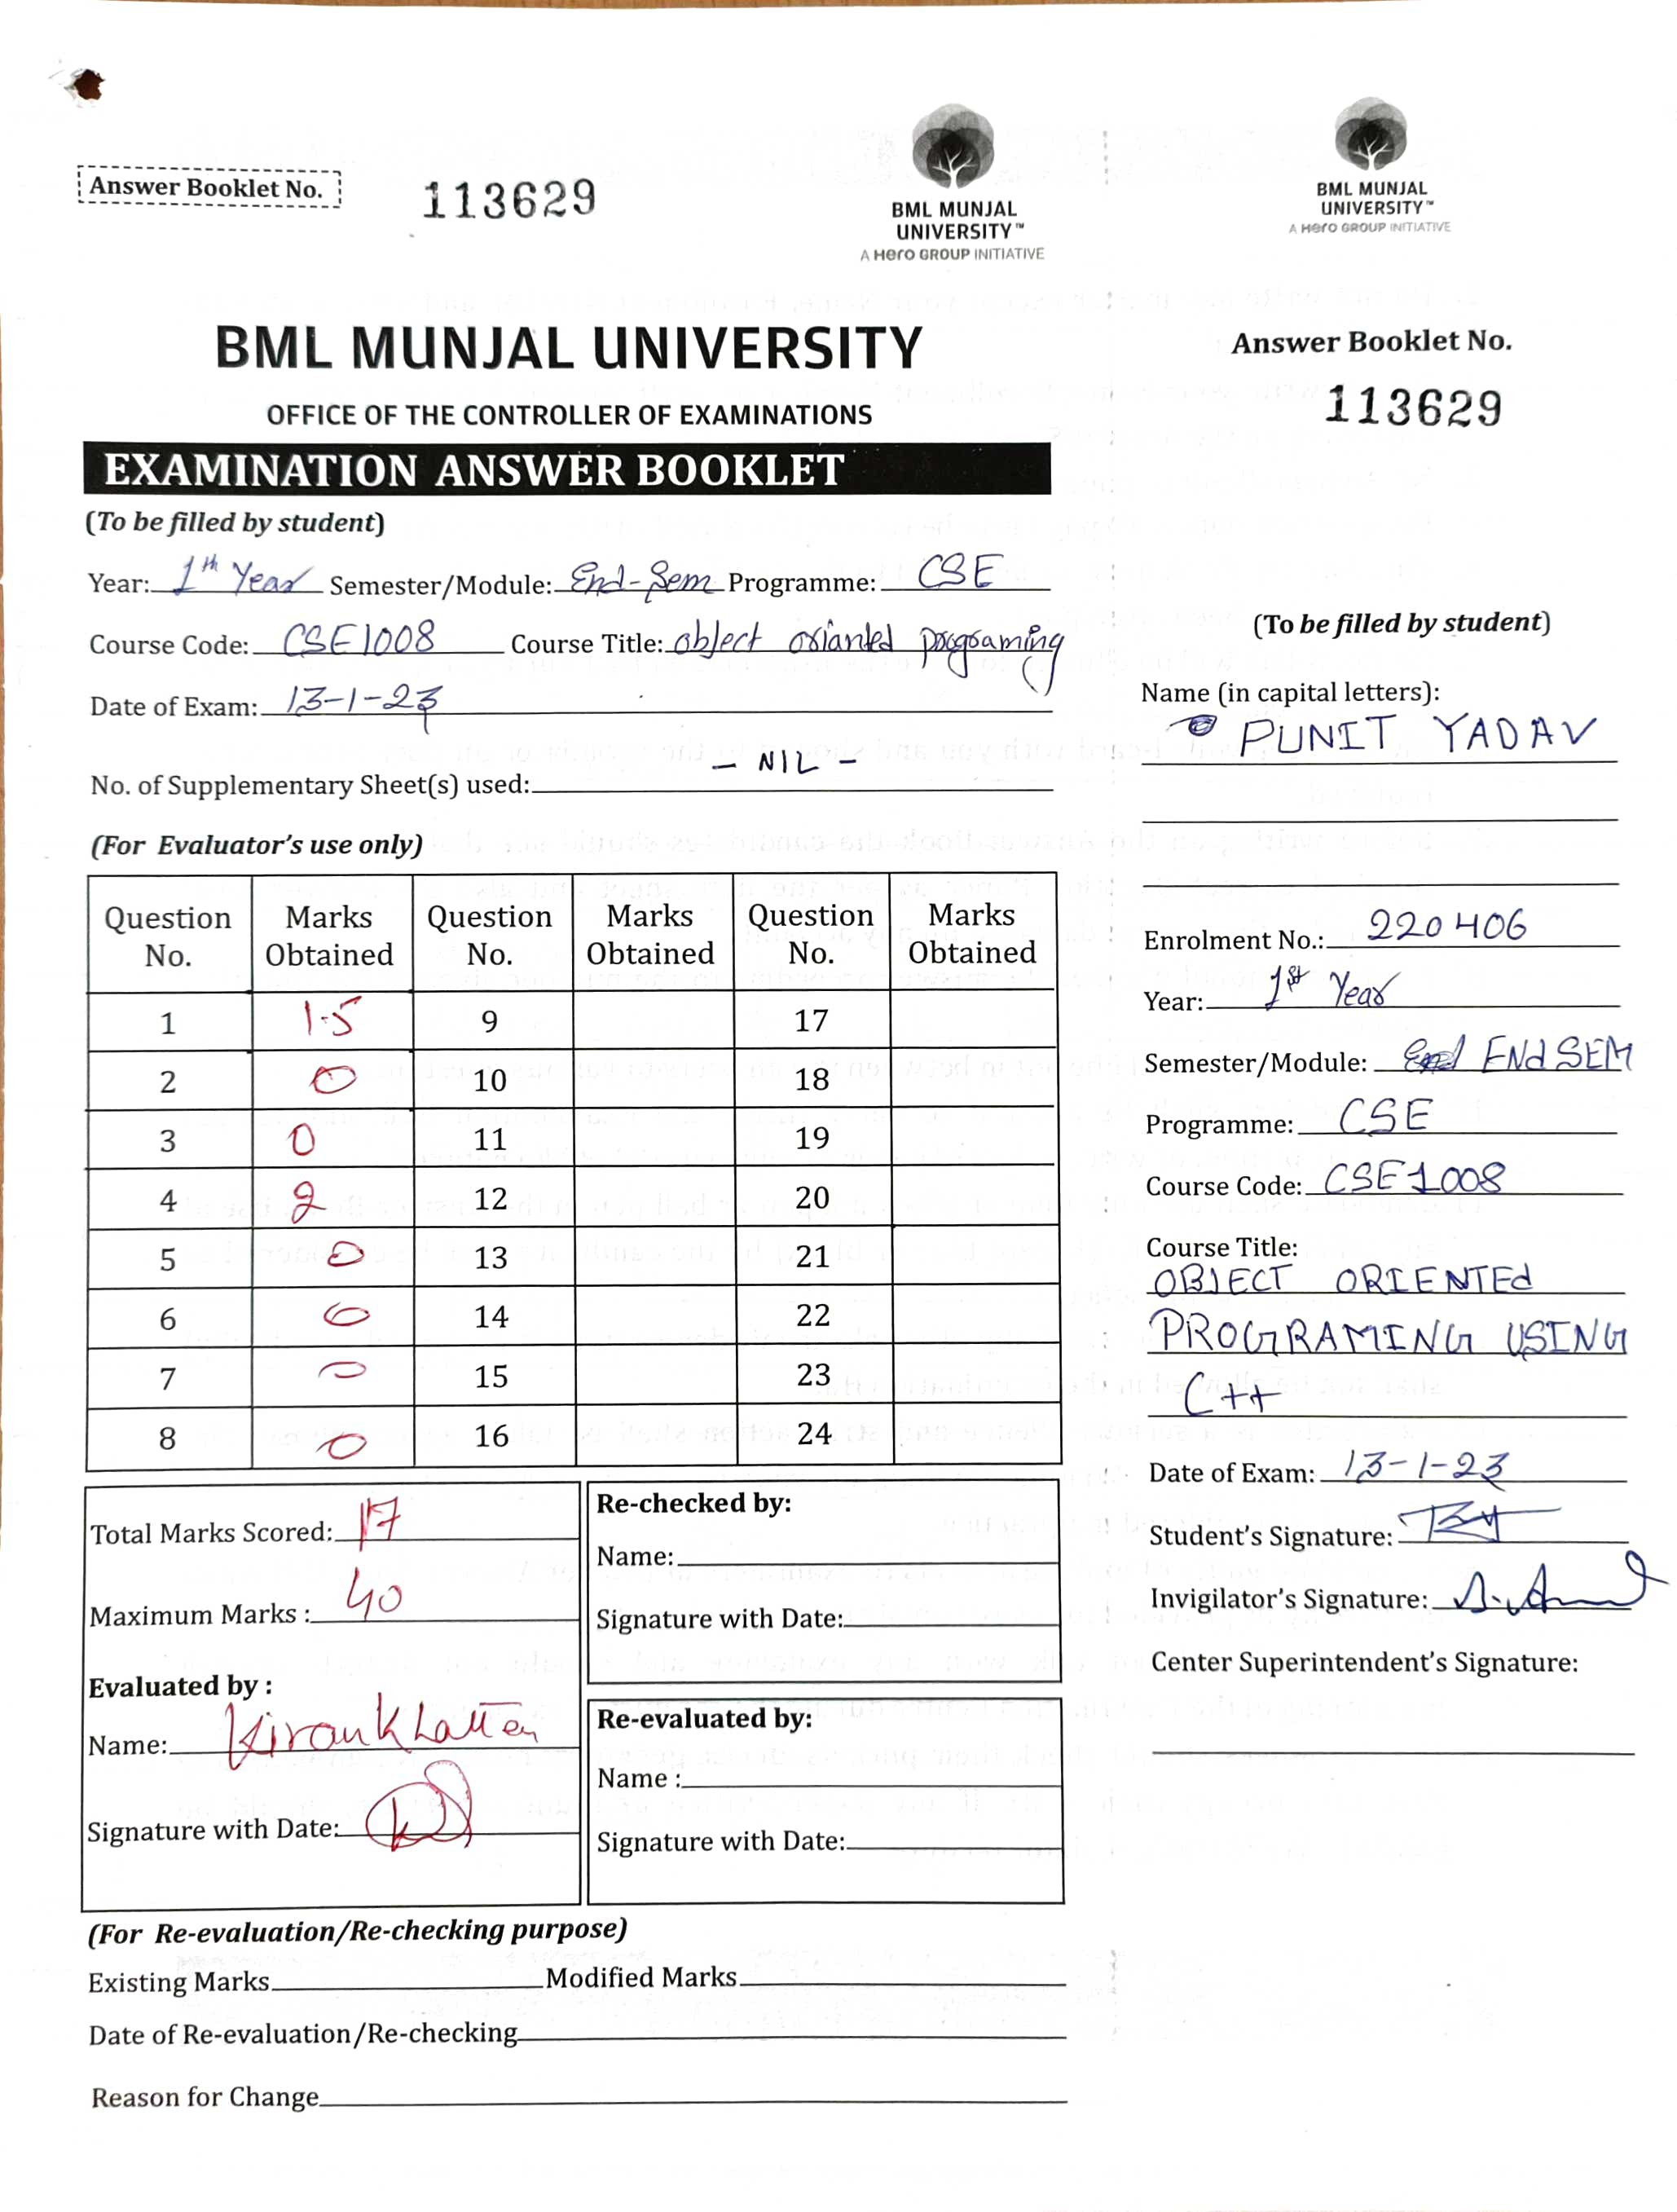 Answer Booklet No.
113629
BML MUNJAL
UNIVERSITY™
A Hero GROUP INITIATIVE
BML MUNJAL
UNIVERSITY™
A Hero GROUP INITIATIVE
BML MUNJAL UNIVERSITY
OFFICE OF THE CONTROLLER OF EXAMINATIONS
EXAMINATION ANSWER BOOKLET
(To be filled by student)
Year: 1th Year Semester/Module: End-Sem Programme: CSE
Course Code: CSE1008 Course Title: object orianted programing
Date of Exam: 13-1-23
No. of Supplementary Sheet(s) used: - NIL -
(For Evaluator's use only)
Question No. Marks Obtained Question No. Marks Obtained Question No. Marks Obtained
1 1.5 9 17
2 0 10 18
3 0 11 19
4 2 12 20
5 0 13 21
6 0 14 22
7 0 15 23
8 0 16 24
Total Marks Scored: 17
Maximum Marks : 40
Evaluated by :
Name: Kiran Khatter
Signature with Date:
Re-checked by:
Name:
Signature with Date:
Re-evaluated by:
Name :
Signature with Date:
(For Re-evaluation/Re-checking purpose)
Existing Marks Modified Marks
Date of Re-evaluation/Re-checking
Reason for Change
Answer Booklet No.
113629
(To be filled by student)
Name (in capital letters):
PUNIT YADAV
Enrolment No.: 220406
Year: 1st Year
Semester/Module: ENd SEM
Programme: CSE
Course Code: CSE1008
Course Title:
OBJECT ORIENTEd
PROGRAMING USING
C++
Date of Exam: 13-1-23
Student's Signature:
Invigilator's Signature:
Center Superintendent's Signature: